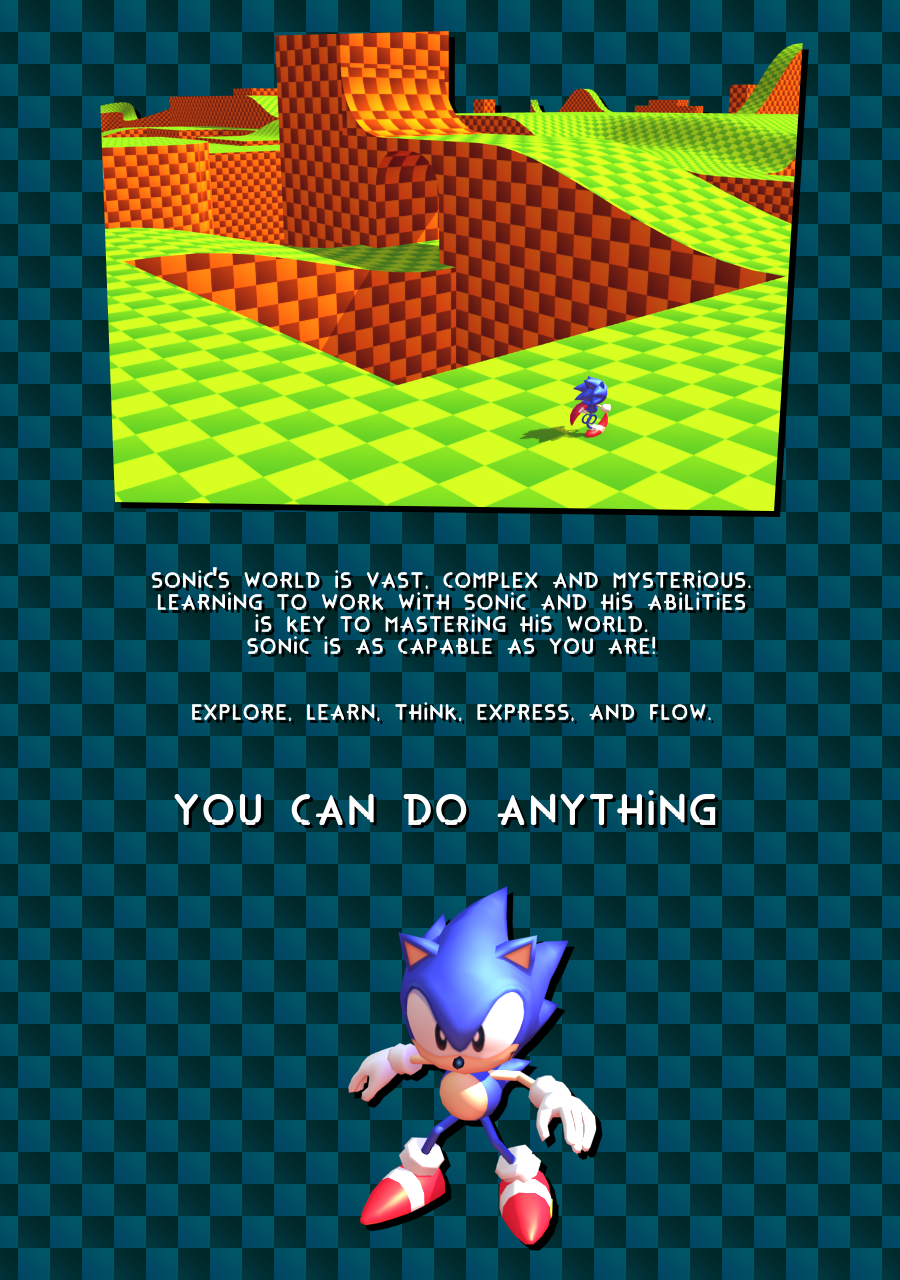 SONiC'S WORLD iS VAST, COMPLEX AND MYSTERiOUS.
LEARNiNG TO WORK WiTH SONiC AND HiS ABiLiTiES
iS KEY TO MASTERiNG HiS WORLD.
SONiC iS AS CAPABLE AS YOU ARE!
EXPLORE, LEARN, THiNK, EXPRESS, AND FLOW.
YOU CAN DO ANYTHiNG